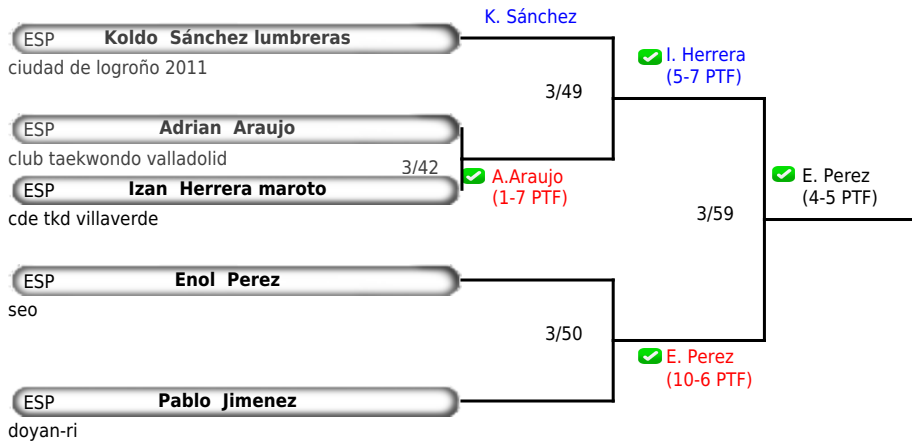 K. Sánchez
ESP Koldo Sánchez lumbreras
ciudad de logroño 2011
I. Herrera
(5-7 PTF)
3/49
ESP Adrian Araujo
club taekwondo valladolid
3/42
ESP Izan Herrera maroto
cde tkd villaverde
A.Araujo
(1-7 PTF)
E. Perez
(4-5 PTF)
3/59
ESP Enol Perez
seo
3/50
E. Perez
(10-6 PTF)
ESP Pablo Jimenez
doyan-ri